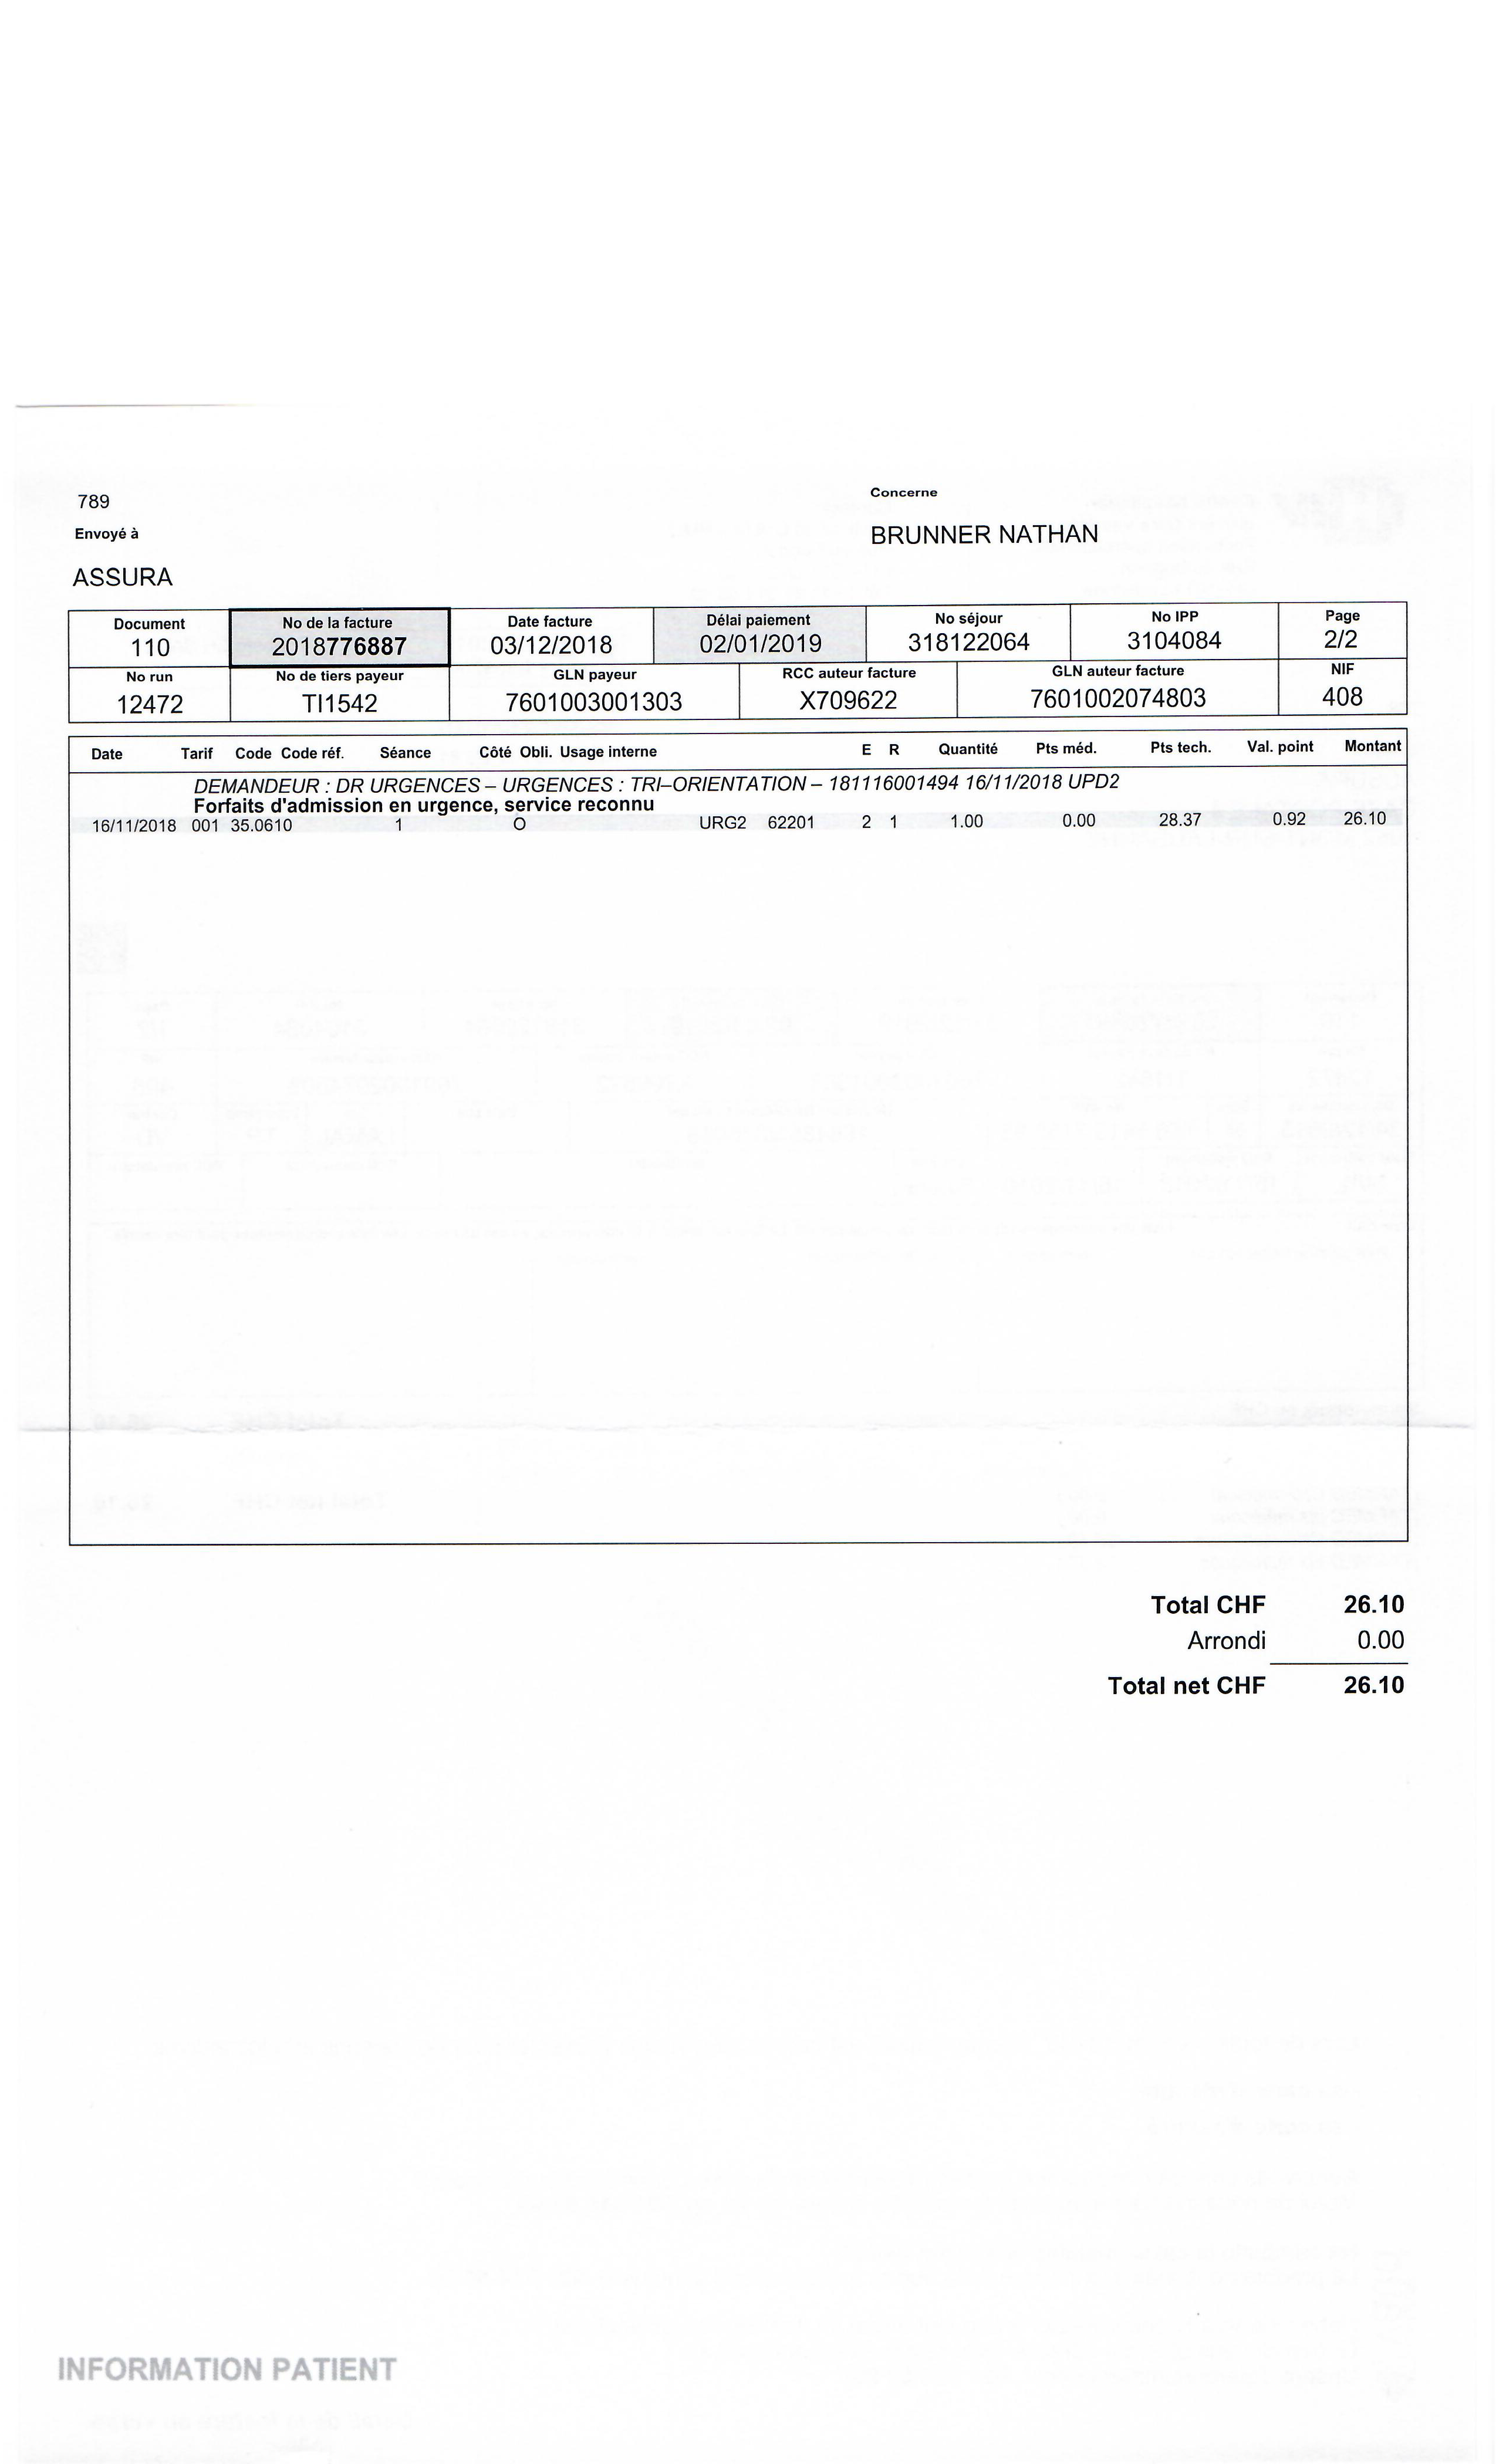 789
Envoyé à
ASSURA
Concerne
BRUNNER NATHAN
Document No de la facture Date facture Délai paiement No séjour No IPP Page
110 2018776887 03/12/2018 02/01/2019 318122064 3104084 2/2
No run No de tiers payeur GLN payeur RCC auteur facture GLN auteur facture NIF
12472 TI1542 7601003001303 X709622 7601002074803 408
Date Tarif Code Code réf. Séance Côté Obli. Usage interne E R Quantité Pts méd. Pts tech. Val. point Montant
DEMANDEUR : DR URGENCES – URGENCES : TRI–ORIENTATION – 181116001494 16/11/2018 UPD2
Forfaits d'admission en urgence, service reconnu
16/11/2018 001 35.0610 1 O URG2 62201 2 1 1.00 0.00 28.37 0.92 26.10
Total CHF 26.10
Arrondi 0.00
Total net CHF 26.10
INFORMATION PATIENT